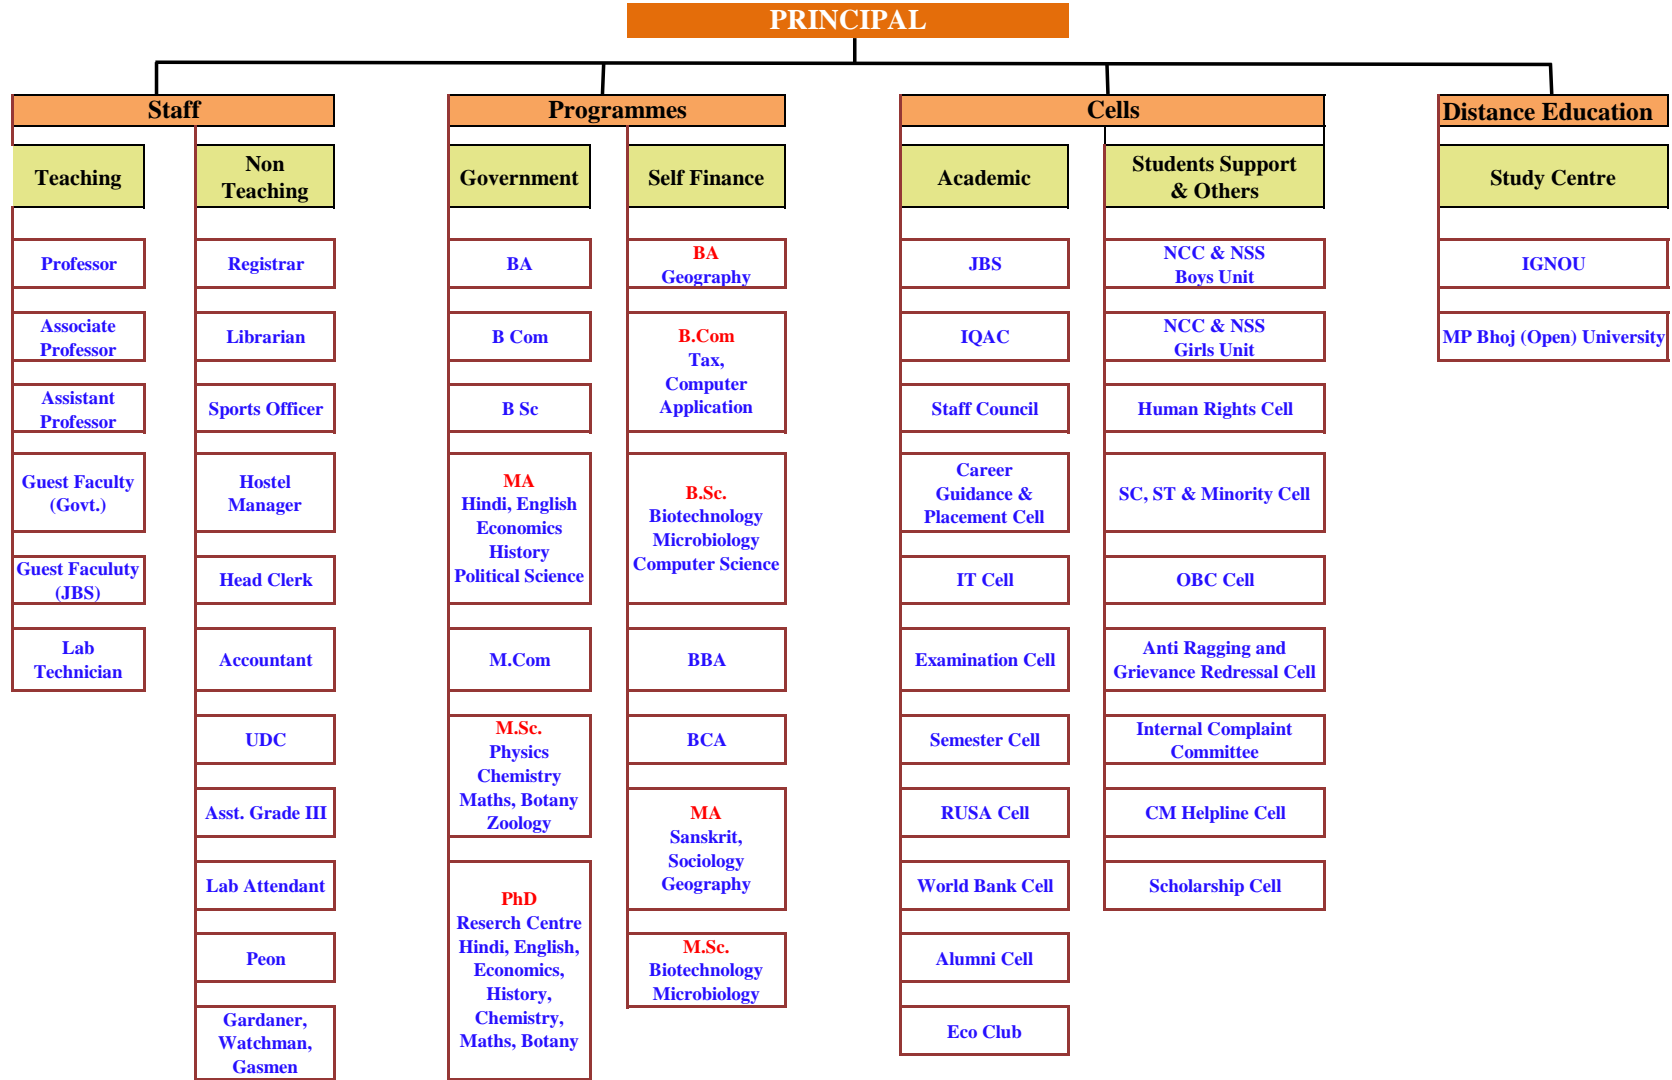 PRINCIPAL
Staff
Programmes
Cells
Distance Education
Teaching
Non
Teaching
Government
Self Finance
Academic
Students Support
& Others
Study Centre
Professor
Associate
Professor
Assistant
Professor
Guest Faculty
(Govt.)
Guest Faculuty
(JBS)
Lab
Technician
Registrar
Librarian
Sports Officer
Hostel
Manager
Head Clerk
Accountant
UDC
Asst. Grade III
Lab Attendant
Peon
Gardaner,
Watchman,
Gasmen
BA
B Com
B Sc
MA
Hindi, English
Economics
History
Political Science
M.Com
M.Sc.
Physics
Chemistry
Maths, Botany
Zoology
PhD
Reserch Centre
Hindi, English,
Economics,
History,
Chemistry,
Maths, Botany
BA
Geography
B.Com
Tax,
Computer
Application
B.Sc.
Biotechnology
Microbiology
Computer Science
BBA
BCA
MA
Sanskrit,
Sociology
Geography
M.Sc.
Biotechnology
Microbiology
JBS
IQAC
Staff Council
Career
Guidance &
Placement Cell
IT Cell
Examination Cell
Semester Cell
RUSA Cell
World Bank Cell
Alumni Cell
Eco Club
NCC & NSS
Boys Unit
NCC & NSS
Girls Unit
Human Rights Cell
SC, ST & Minority Cell
OBC Cell
Anti Ragging and
Grievance Redressal Cell
Internal Complaint
Committee
CM Helpline Cell
Scholarship Cell
IGNOU
MP Bhoj (Open) University